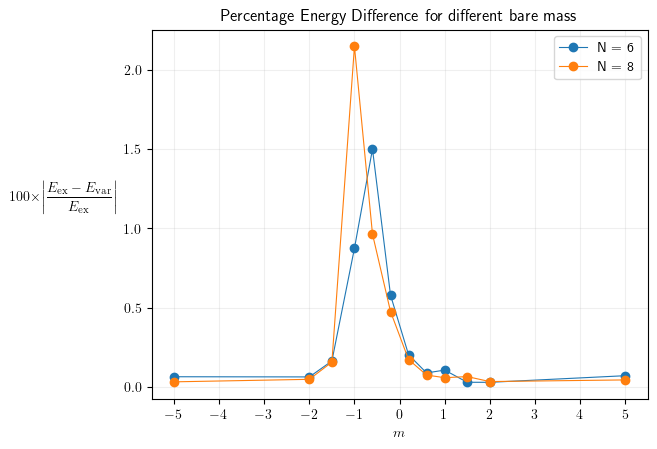 Percentage Energy Difference for different bare mass
N = 6
N = 8
2.0
1.5
1.0
0.5
0.0
100×|E_ex − E_var / E_ex|
−5 −4 −3 −2 −1 0 1 2 3 4 5
m